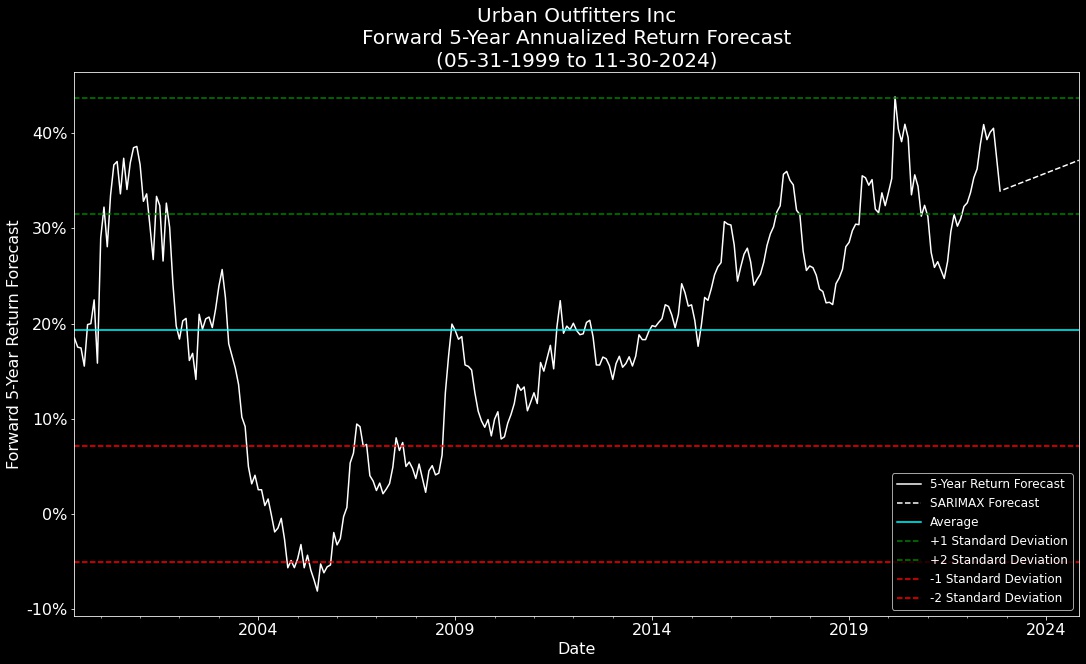 Urban Outfitters Inc
Forward 5-Year Annualized Return Forecast
(05-31-1999 to 11-30-2024)
Forward 5-Year Return Forecast
40%
30%
20%
10%
0%
-10%
5-Year Return Forecast
SARIMAX Forecast
Average
+1 Standard Deviation
+2 Standard Deviation
-1 Standard Deviation
-2 Standard Deviation
2004 2009 2014 2019 2024
Date